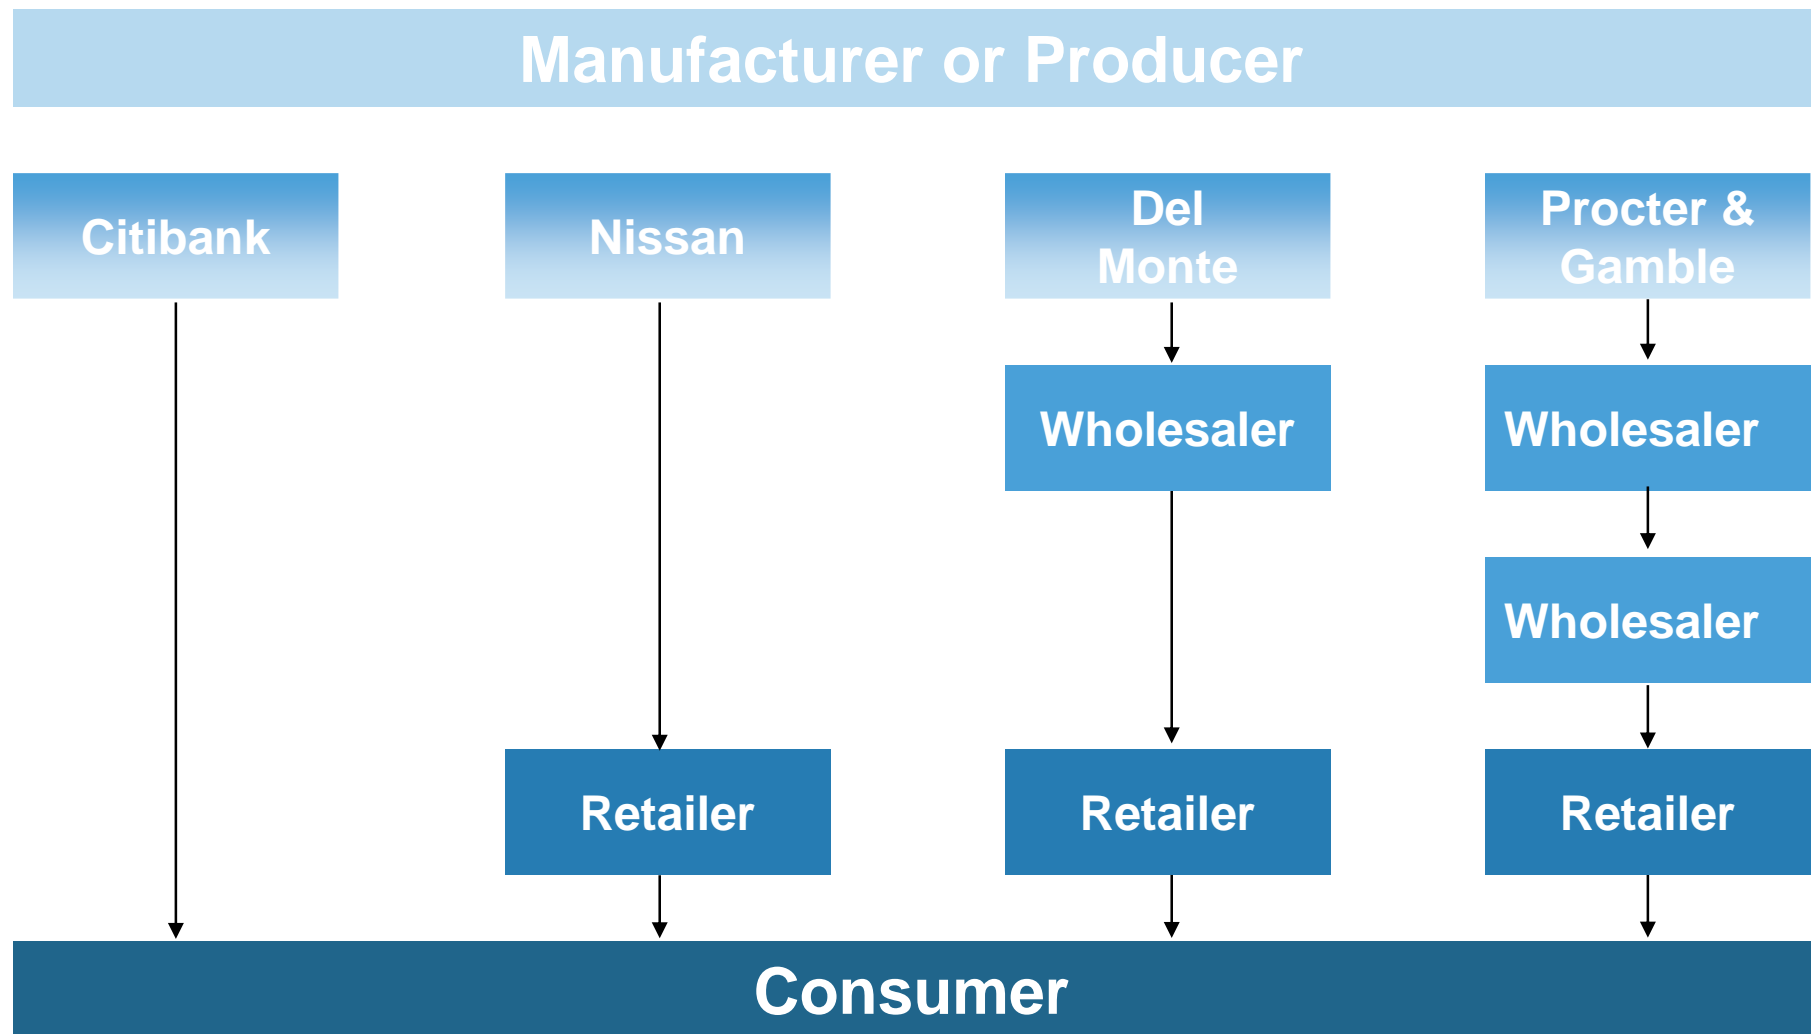 Manufacturer or Producer
Citibank
Nissan
Del
Monte
Procter &
Gamble
Wholesaler
Wholesaler
Wholesaler
Retailer
Retailer
Retailer
Consumer